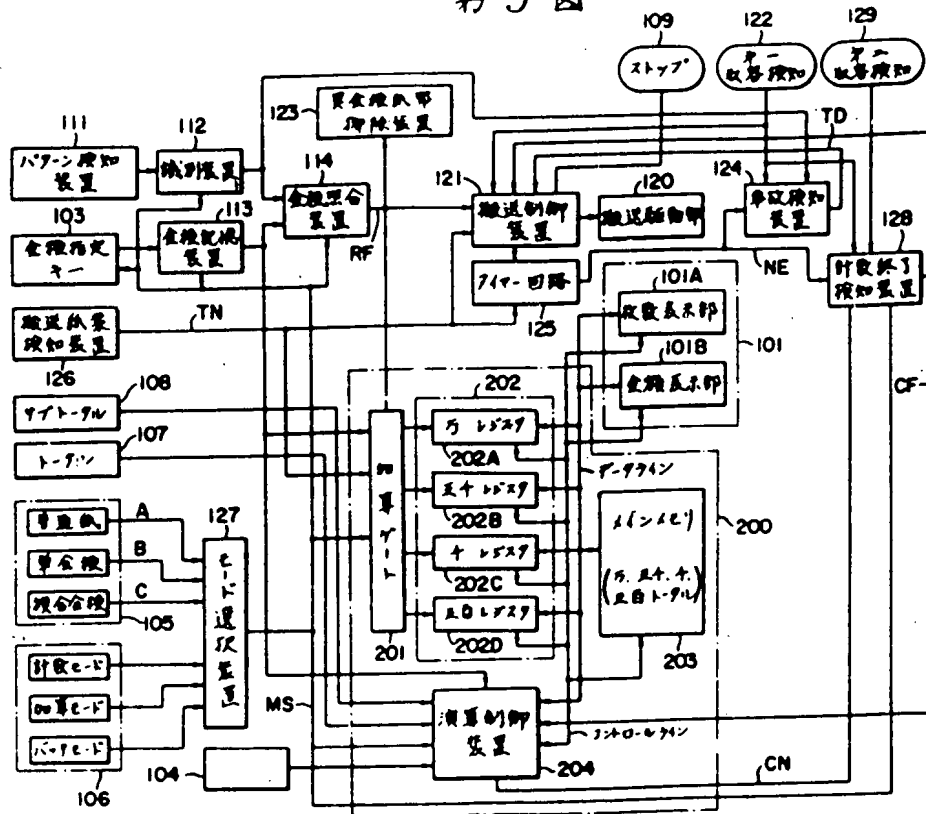 第5図
109
122
129
ストップ
第一
收容検知
第二
收容検知
123
異金種紙幣
排除装置
TD
111
112
パターン検知
装置
識別装置
114
金種照合
装置
121
搬送制御
装置
120
搬送駆動部
124
事故検知
装置
128
計数終了
検知装置
103
金種指定
キー
113
金種記憶
装置
RF
タイマー回路
125
NE
TN
搬送紙葉
検知装置
126
101A
枚数表示部
101B
金額表示部
101
CF
108
サブトータル
107
トータル
202
万レジスタ
202A
五千レジスタ
202B
千レジスタ
202C
五百レジスタ
202D
加算ゲート
201
データライン
メインメモリ
(万、五千、千、
五百トータル)
203
200
A
B
C
単金種
混合金種
105
127
モード選択装置
計数モード
加算モード
バッチモード
106
MS
104
演算制御
装置
204
コントロールライン
CN